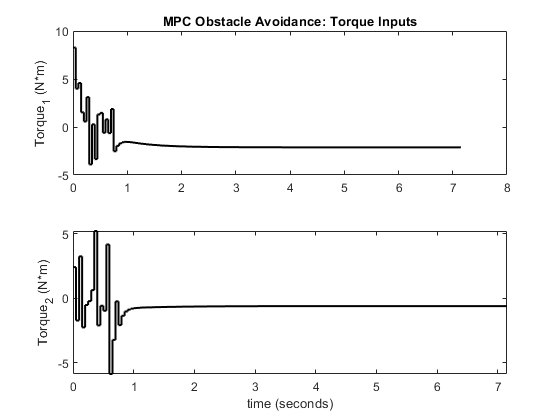 MPC Obstacle Avoidance: Torque Inputs
10
5
0
-5
Torque1 (N*m)
0 1 2 3 4 5 6 7 8
5
0
-5
Torque2 (N*m)
0 1 2 3 4 5 6 7
time (seconds)